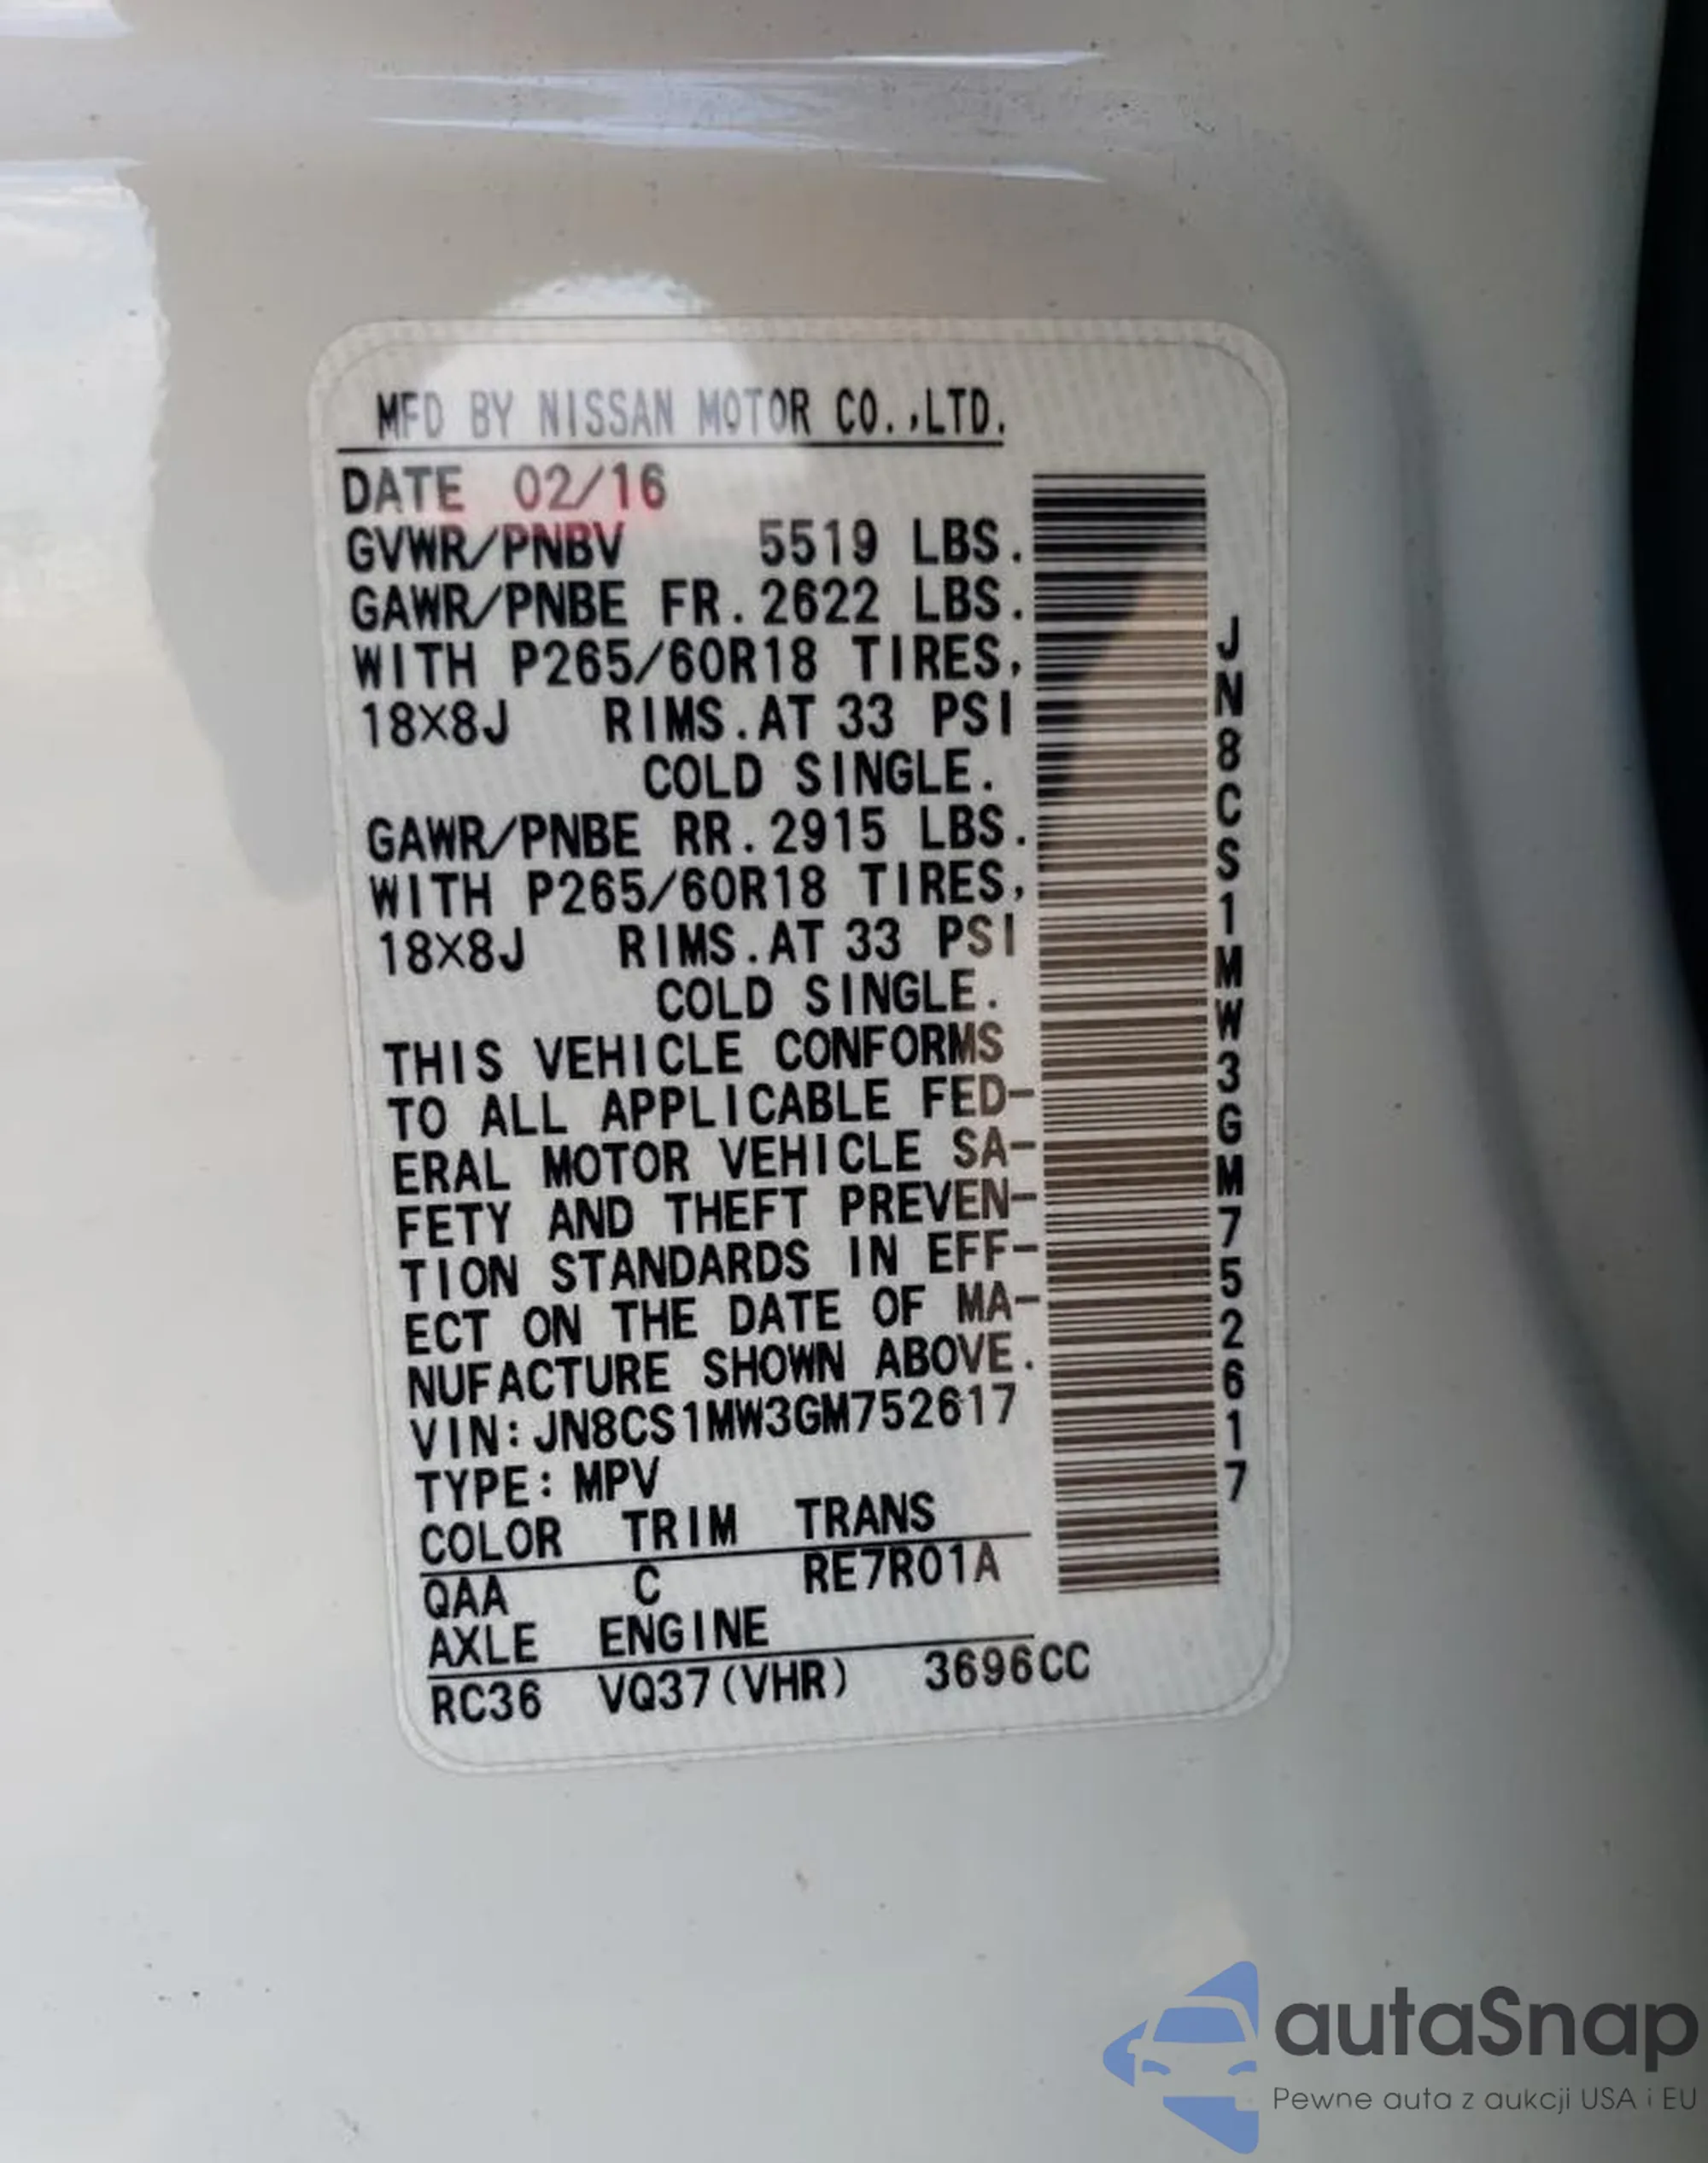 MFD BY NISSAN MOTOR CO.,LTD.
DATE 02/16
GVWR/PNBV 5519 LBS.
GAWR/PNBE FR.2622 LBS.
WITH P265/60R18 TIRES,
18X8J RIMS.AT 33 PSI
COLD SINGLE.
GAWR/PNBE RR.2915 LBS.
WITH P265/60R18 TIRES,
18X8J RIMS.AT 33 PSI
COLD SINGLE.
THIS VEHICLE CONFORMS
TO ALL APPLICABLE FED-
ERAL MOTOR VEHICLE SA-
FETY AND THEFT PREVEN-
TION STANDARDS IN EFF-
ECT ON THE DATE OF MA-
NUFACTURE SHOWN ABOVE.
VIN:JN8CS1MW3GM752617
TYPE:MPV
COLOR TRIM TRANS
QAA C RE7R01A
AXLE ENGINE
RC36 VQ37(VHR) 3696CC
JN8CS1MW3GM752617
autaSnap
Pewne auta z aukcji USA i EU